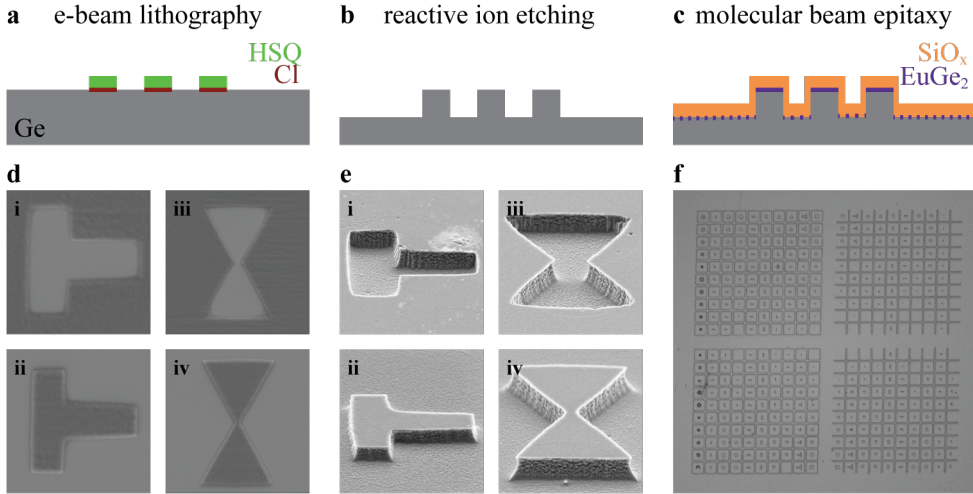 a e-beam lithography
b reactive ion etching
c molecular beam epitaxy
HSQ
Cl
Ge
SiOₓ
EuGe₂
d
i
iii
ii
iv
e
i
iii
ii
iv
f